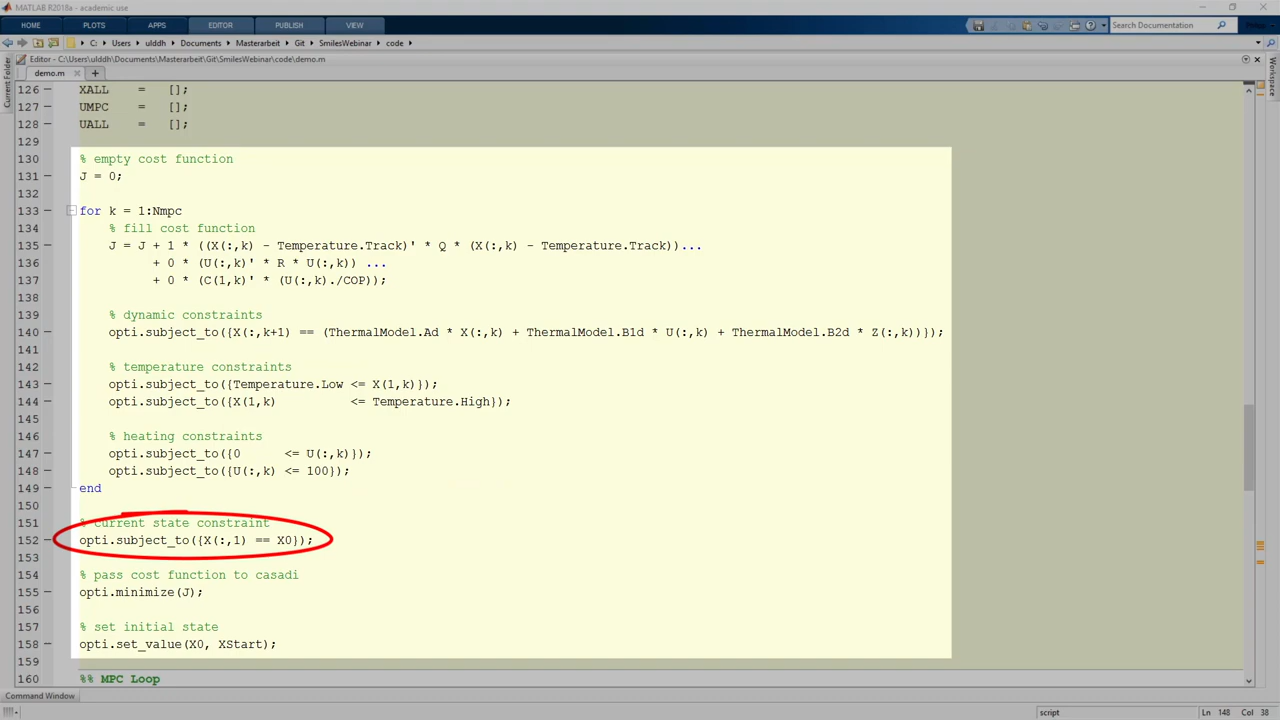 MATLAB R2018a - academic use
HOME PLOTS APPS EDITOR PUBLISH VIEW Search Documentation
C: Users ulddh Documents Masterarbeit Git SmilesWebinar code
Editor - C:\Users\ulddh\Documents\Masterarbeit\Git\SmilesWebinar\code\demo.m
Current Folder
Workspace
demo.m
126 XALL = [];
127 UMPC = [];
128 UALL = [];
129
130 % empty cost function
131 J = 0;
132
133 for k = 1:Nmpc
134 % fill cost function
135 J = J + 1 * ((X(:,k) - Temperature.Track)' * Q * (X(:,k) - Temperature.Track))...
136 + 0 * (U(:,k)' * R * U(:,k)) ...
137 + 0 * (C(1,k)' * (U(:,k)./COP));
138
139 % dynamic constraints
140 opti.subject_to({X(:,k+1) == (ThermalModel.Ad * X(:,k) + ThermalModel.B1d * U(:,k) + ThermalModel.B2d * Z(:,k))});
141
142 % temperature constraints
143 opti.subject_to({Temperature.Low <= X(1,k)});
144 opti.subject_to({X(1,k) <= Temperature.High});
145
146 % heating constraints
147 opti.subject_to({0 <= U(:,k)});
148 opti.subject_to({U(:,k) <= 100});
149 end
150
151 % current state constraint
152 opti.subject_to({X(:,1) == X0});
153
154 % pass cost function to casadi
155 opti.minimize(J);
156
157 % set initial state
158 opti.set_value(X0, XStart);
159
160 %% MPC Loop
Command Window
script Ln 148 Col 38